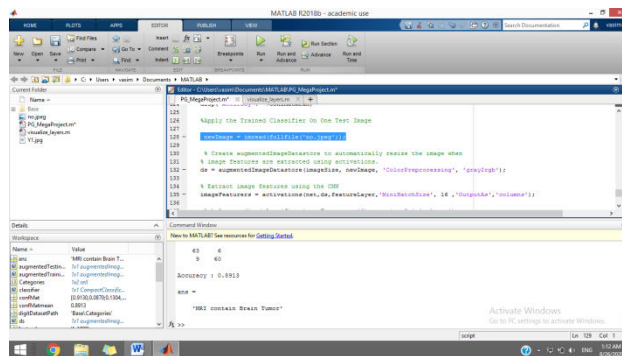 MATLAB R2018b - academic use
HOME PLOTS APPS EDITOR PUBLISH VIEW
Search Documentation
New Open Save Find Files Compare Print Go To Find Insert Comment Indent Breakpoints Run Run and Advance Run Section Advance Run and Time
FILE NAVIGATE EDIT BREAKPOINTS RUN
C: Users vasim Documents MATLAB
Current Folder
Name
Base
no.jpeg
PG_MegaProject.m*
visualize_layers.m
Y1.jpg
Details
Workspace
Name Value
ans 'MRI contain Brain T...
augmentedTestin... 1x1 augmentedImag...
augmentedTraini... 1x1 augmentedImag...
Categories
classifier 1x1 CompactClassific...
confMat [0.9130,0.0870;0.1304,...
confMatmean 0.8913
digitDatasetPath 'Base\Categories'
ds 1x1 augmentedImag...
Editor - C:\Users\vasim\Documents\MATLAB\PG_MegaProject.m*
PG_MegaProject.m* visualize_layers.m
125
126 %Apply the Trained Classifier On One Test Image
127
128 newImage = imread(fullfile('no.jpeg'));
129
130 % Create augmentedImageDatastore to automatically resize the image when
131 % image features are extracted using activations.
132 ds = augmentedImageDatastore(imageSize, newImage, 'ColorPreprocessing', 'gray2rgb');
133
134 % Extract image features using the CNN
135 imageFeatures = activations(net,ds,featureLayer,'MiniBatchSize', 16 ,'OutputAs','columns');
136
Command Window
New to MATLAB? See resources for Getting Started.
63 6
9 60
Accuracy : 0.8913
ans =
'MRI contain Brain Tumor'
fx >>
Activate Windows
Go to PC settings to activate Windows.
script Ln 129 Col 1
ENG 1:12 AM